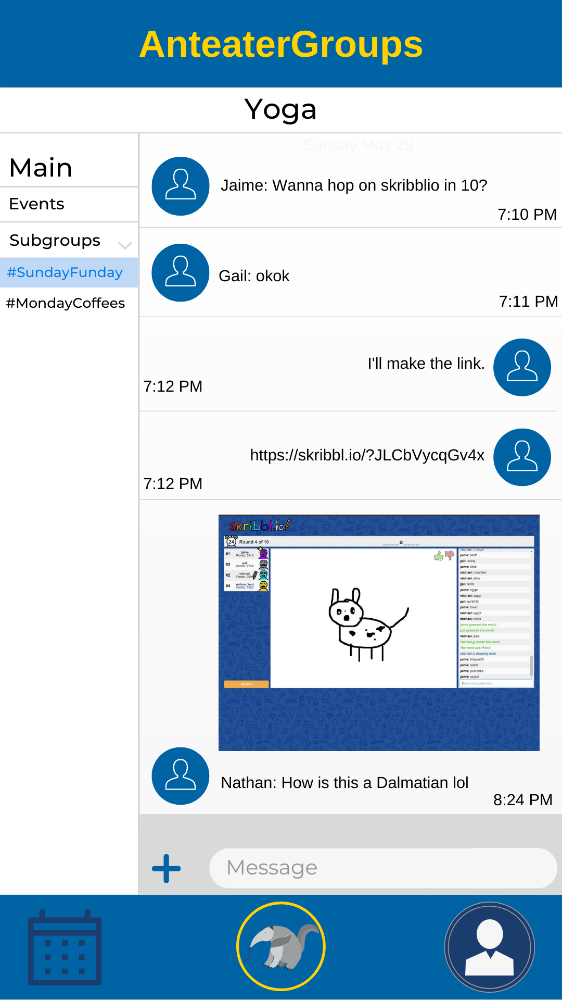 AnteaterGroups
Yoga
Main
Events
Subgroups
#SundayFunday
#MondayCoffees
Sunday May 29
Jaime: Wanna hop on skribblio in 10?
7:10 PM
Gail: okok
7:11 PM
I'll make the link.
7:12 PM
https://skribbl.io/?JLCbVycqGv4x
7:12 PM
skribbl.io
24
Round 4 of 10
____a____
#1 jaime
Points: 3440
#3 gail
Points: 2730
#2 michael
#4 nathan (You)
Points: 1955
michael: triangle
jaime: shelf
gail: swing
jaime: chair
michael: mountain
michael: slide
gail: tents
jaime: egypt
michael: egpyt
gail: pyramid
jaime: tower
michael: egypt
michael: tower
jaime guessed the word!
gail guessed the word!
michael: pine
michael guessed the word!
The word was 'Paris'
michael is drawing now!
jaime: stopwatch
jaime: rabbit
jaime: jackrabbit
jaime: coyote
Type your guess here...
Nathan: How is this a Dalmatian lol
8:24 PM
Message